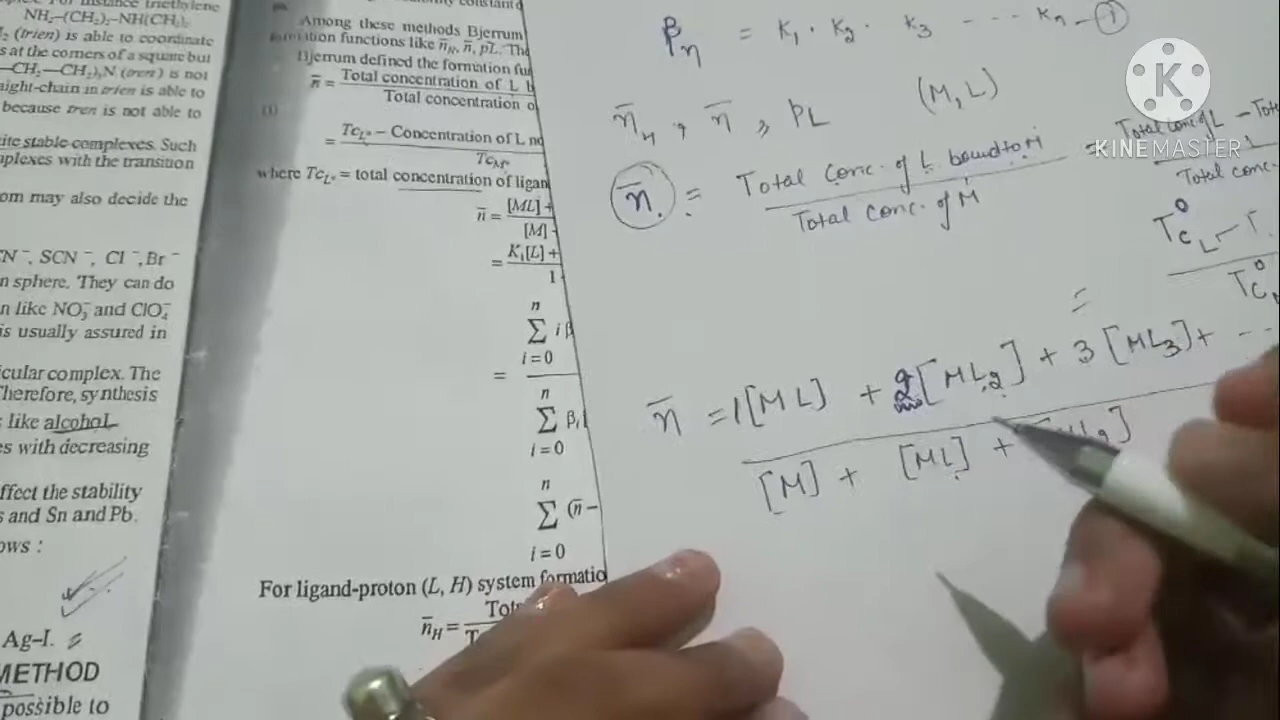 NH₂–(CH₂)₂–NH(CH₂)₂
(trien) is able to coordinate
s at the corners of a square but
–CH₂–CH₂)₃N (tren) is not
aight-chain in trien is able to
because tren is not able to
ite stable complexes. Such
plexes with the transition
om may also decide the
N⁻, SCN⁻, Cl⁻, Br⁻
n sphere. They can do
n like NO₃⁻ and ClO₄⁻
is usually assured in
cular complex. The
Therefore, synthesis
like alcohol
es with decreasing
ffect the stability
s and Sn and Pb.
ows :
Ag–I.
METHOD
possible to
Among these methods Bjerrum
functions like n̄H, n̄, pL. Th
Bjerrum defined the formation fu
n̄ = Total concentration of L b
Total concentration o
= TcL° – Concentration of L no
TcM°
where TcL° = total concentration of ligan
n̄ = [ML] +
[M]
= K₁[L] +
1
n
Σ i β
i=0
=
n
Σ βi
i=0
n
Σ (n̄ –
i=0
For ligand-proton (L, H) system formatio
n̄H = Tot
βn = K₁ · K₂ · K₃ ---- Kn – ①
n̄H, n̄, PL (M, L)
n̄ = Total Conc. of L bound to M = Total conc of L – Tot
Total Conc. of M Total conc.
= T°cL – T.
T°c
n̄ = 1[ML] + 2[ML₂] + 3[ML₃] + ---
[M] + [ML] +
K
KINEMASTER